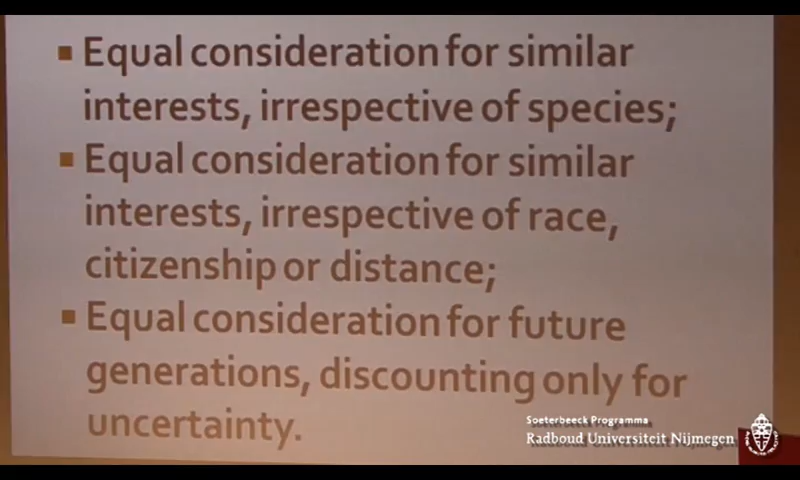 ▪ Equal consideration for similar
interests, irrespective of species;
▪ Equal consideration for similar
interests, irrespective of race,
citizenship or distance;
▪ Equal consideration for future
generations, discounting only for
uncertainty.
Soeterbeeck Programma
Radboud Universiteit Nijmegen